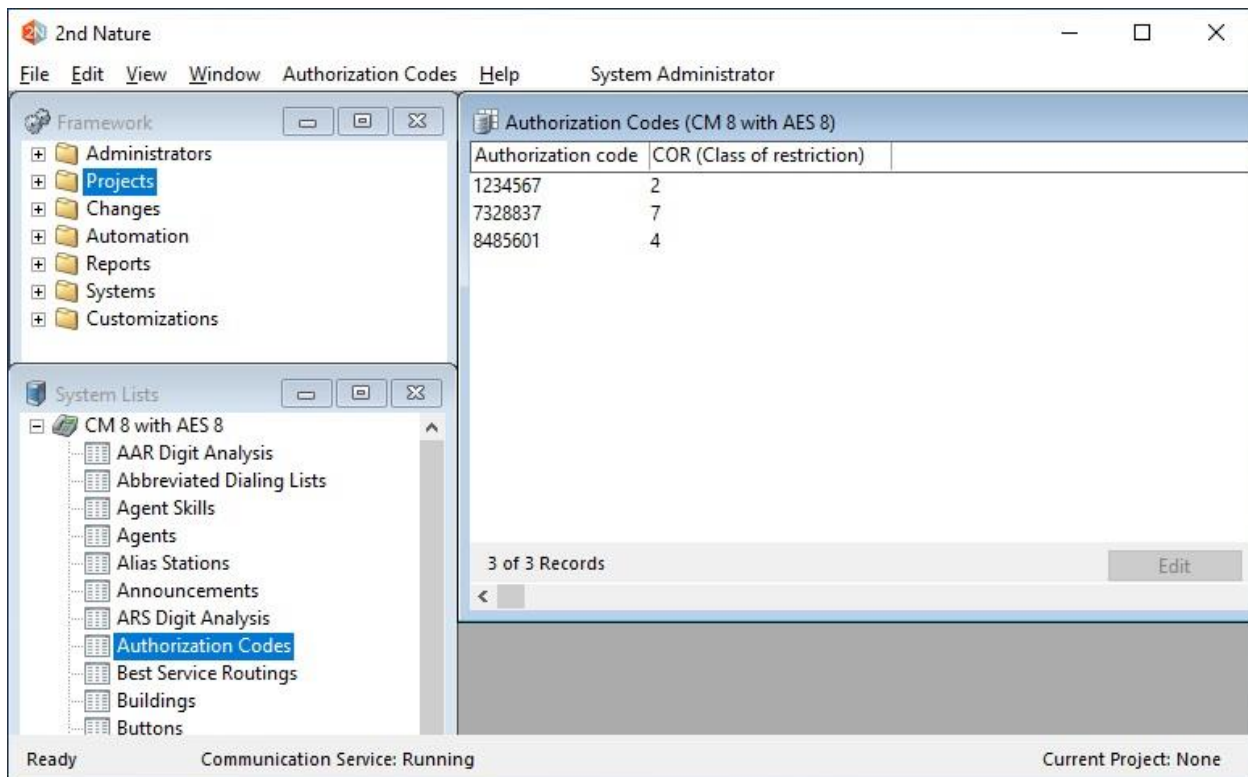 2N 2nd Nature
File Edit View Window Authorization Codes Help System Administrator
Framework
Administrators
Projects
Changes
Automation
Reports
Systems
Customizations
System Lists
CM 8 with AES 8
AAR Digit Analysis
Abbreviated Dialing Lists
Agent Skills
Agents
Alias Stations
Announcements
ARS Digit Analysis
Authorization Codes
Best Service Routings
Buildings
Buttons
Authorization Codes (CM 8 with AES 8)
Authorization code COR (Class of restriction)
1234567 2
7328837 7
8485601 4
3 of 3 Records Edit
Ready Communication Service: Running Current Project: None